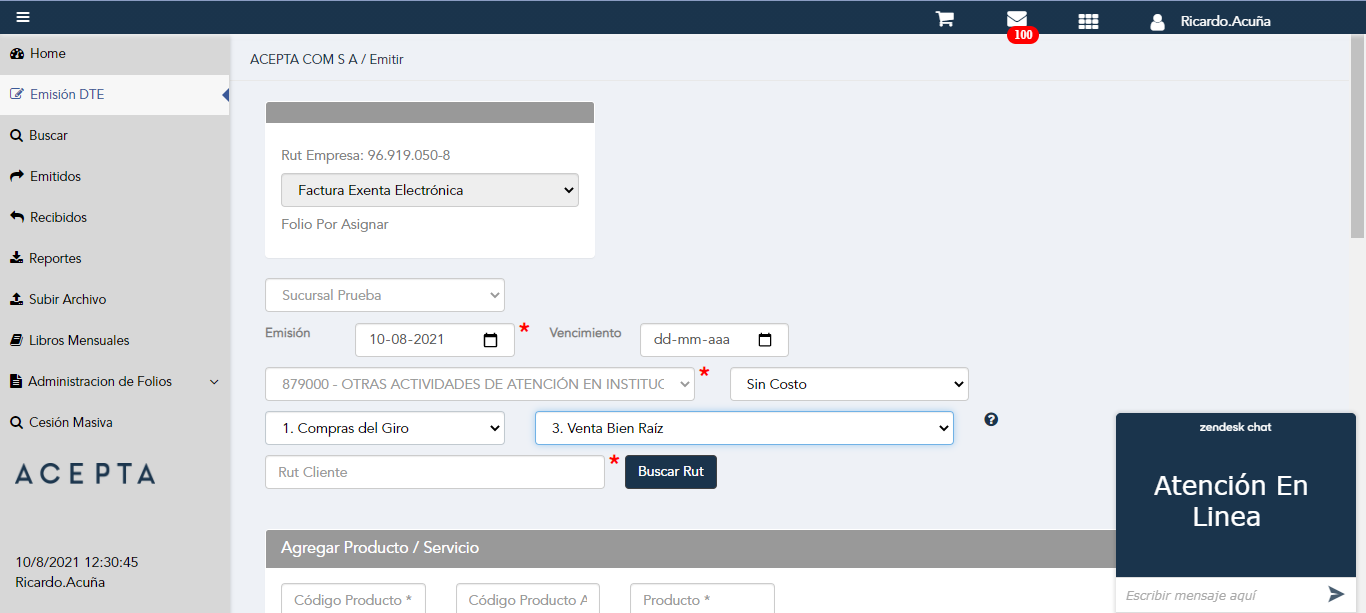 100
Ricardo.Acuña
Home
Emisión DTE
Buscar
Emitidos
Recibidos
Reportes
Subir Archivo
Libros Mensuales
Administracion de Folios
Cesión Masiva
ACEPTA
10/8/2021 12:30:45
Ricardo.Acuña
ACEPTA COM S A / Emitir
Rut Empresa: 96.919.050-8
Factura Exenta Electrónica
Folio Por Asignar
Sucursal Prueba
Emisión 10-08-2021 * Vencimiento dd-mm-aaa
879000 - OTRAS ACTIVIDADES DE ATENCIÓN EN INSTITUC * Sin Costo
1. Compras del Giro 3. Venta Bien Raíz ?
Rut Cliente * Buscar Rut
Agregar Producto / Servicio
Código Producto * Código Producto A Producto *
zendesk chat
Atención En
Linea
Escribir mensaje aquí